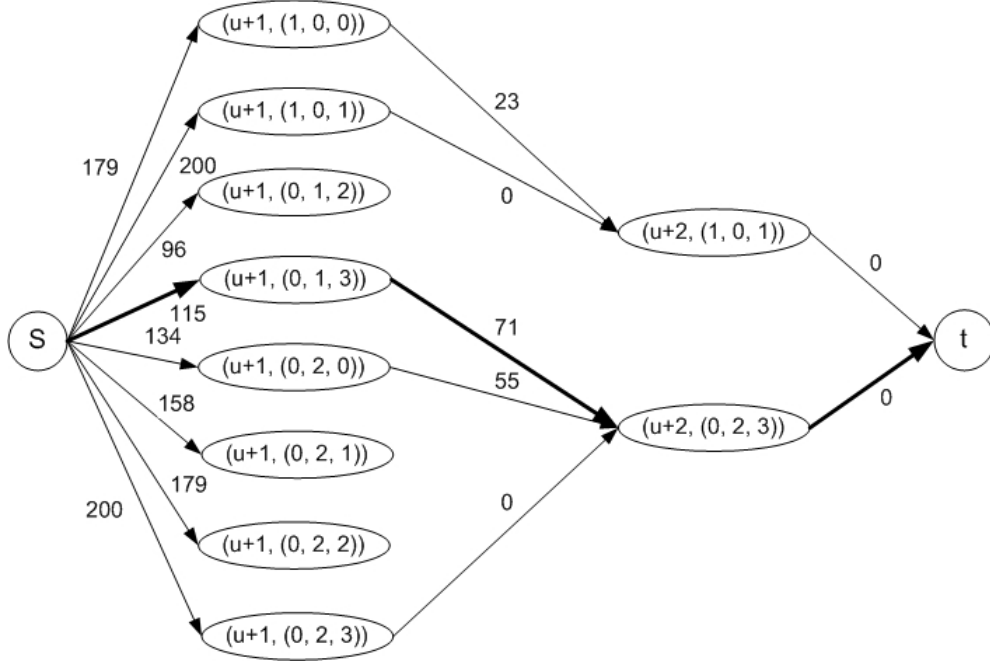 (u+1, (1, 0, 0))
23
(u+1, (1, 0, 1))
179
200
0
(u+1, (0, 1, 2))
(u+2, (1, 0, 1))
96
0
(u+1, (0, 1, 3))
115
71
S
134
t
(u+1, (0, 2, 0))
55
158
0
(u+2, (0, 2, 3))
(u+1, (0, 2, 1))
179
200
0
(u+1, (0, 2, 2))
(u+1, (0, 2, 3))